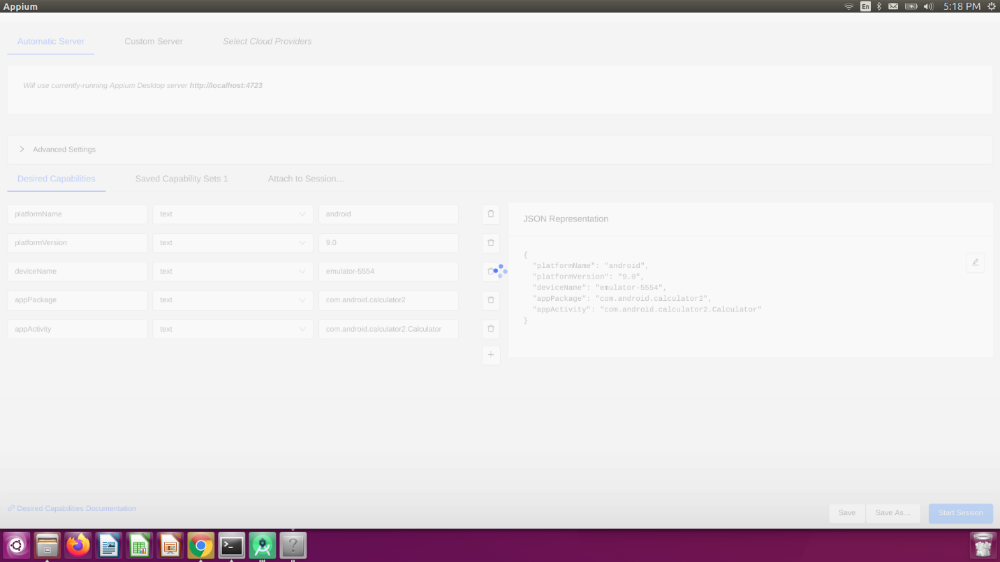 Appium
En
5:18 PM
Automatic Server
Custom Server
Select Cloud Providers
Will use currently-running Appium Desktop server http://localhost:4723
Advanced Settings
Desired Capabilities
Saved Capability Sets 1
Attach to Session…
platformName text android
platformVersion text 9.0
deviceName text emulator-5554
appPackage text com.android.calculator2
appActivity text com.android.calculator2.Calculator
+
JSON Representation
{
"platformName": "android",
"platformVersion": "9.0",
"deviceName": "emulator-5554",
"appPackage": "com.android.calculator2",
"appActivity": "com.android.calculator2.Calculator"
}
Desired Capabilities Documentation
Save
Save As…
Start Session
>_
?